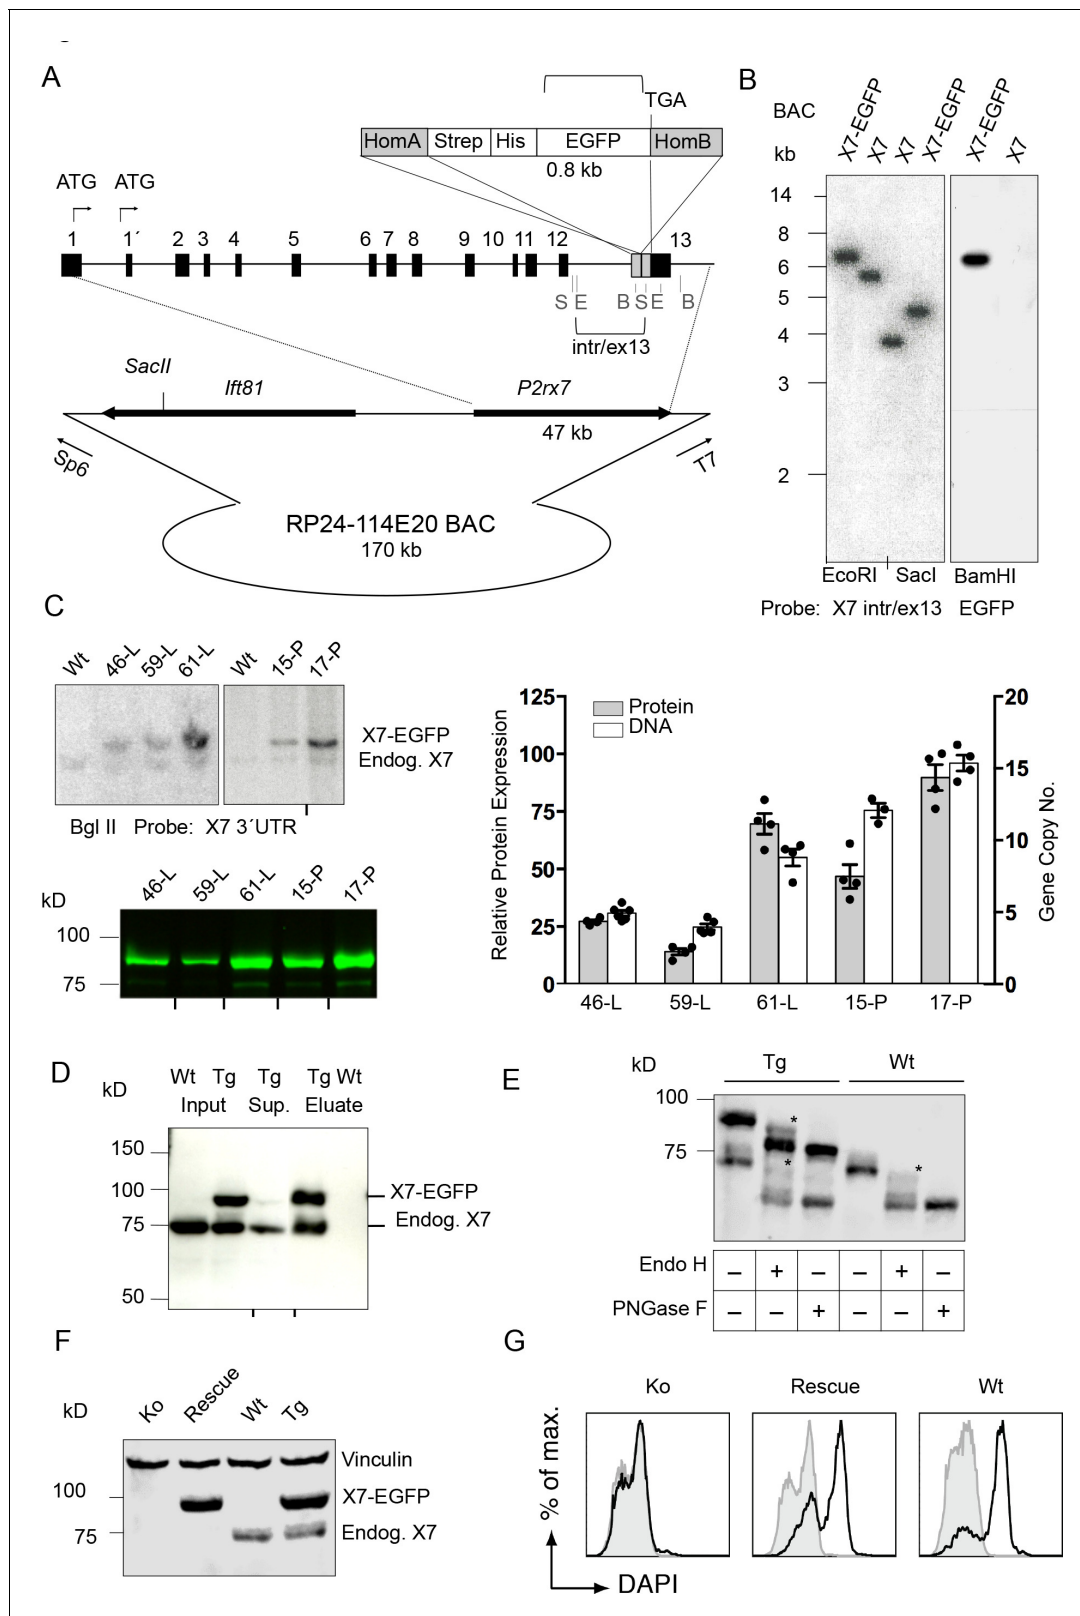 A
TGA
HomA Strep His EGFP HomB
0.8 kb
ATG ATG
1 1´ 2 3 4 5 6 7 8 9 10 11 12 13
S E B S E B
intr/ex13
SacII Ift81 P2rx7
47 kb
Sp6 T7
RP24-114E20 BAC
170 kb
B
BAC X7-EGFP X7 X7 X7-EGFP X7-EGFP X7
kb
14
8
6
5
4
3
2
EcoRI SacI BamHI
Probe: X7 intr/ex13 EGFP
C
Wt 46-L 59-L 61-L Wt 15-P 17-P
X7-EGFP
Endog. X7
Bgl II Probe: X7 3´UTR
kD 46-L 59-L 61-L 15-P 17-P
100
75
Relative Protein Expression
125
100
75
50
25
0
Protein
DNA
20
15
10
5
0
Gene Copy No.
46-L 59-L 61-L 15-P 17-P
D
kD
Wt Tg Tg Tg Wt
Input Sup. Eluate
150
100
75
50
X7-EGFP
Endog. X7
E
kD Tg Wt
100
75
*
*
*
Endo H – + – – + –
PNGase F – – + – – +
F
kD Ko Rescue Wt Tg
100
75
Vinculin
X7-EGFP
Endog. X7
G
Ko Rescue Wt
% of max.
DAPI